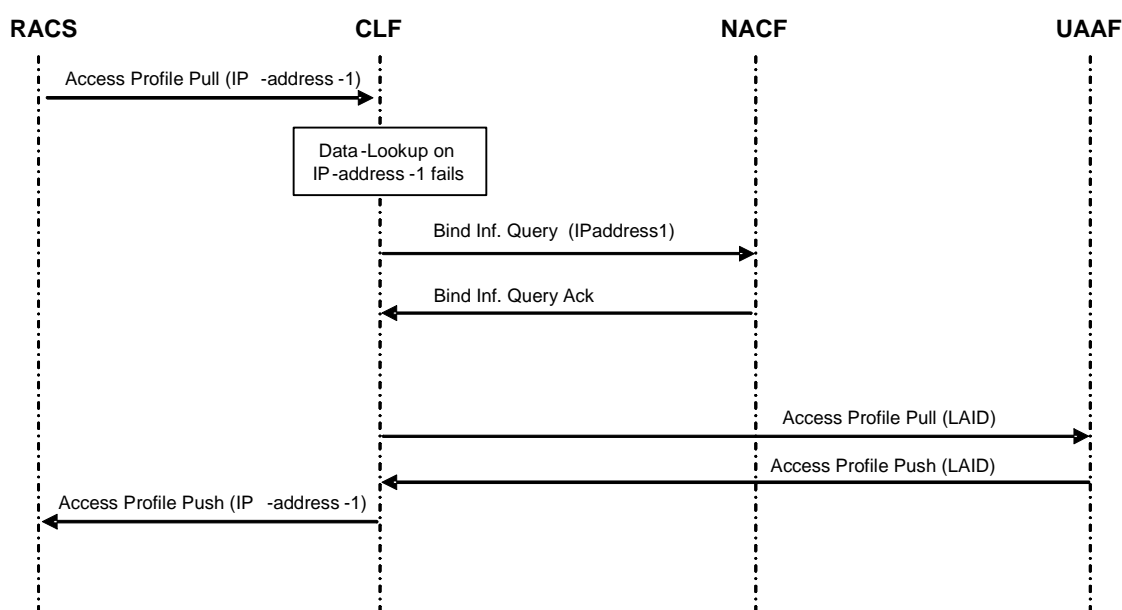 RACS CLF NACF UAAF
Access Profile Pull (IP -address -1)
Data -Lookup on
IP -address -1 fails
Bind Inf. Query (IPaddress1)
Bind Inf. Query Ack
Access Profile Pull (LAID)
Access Profile Push (LAID)
Access Profile Push (IP -address -1)